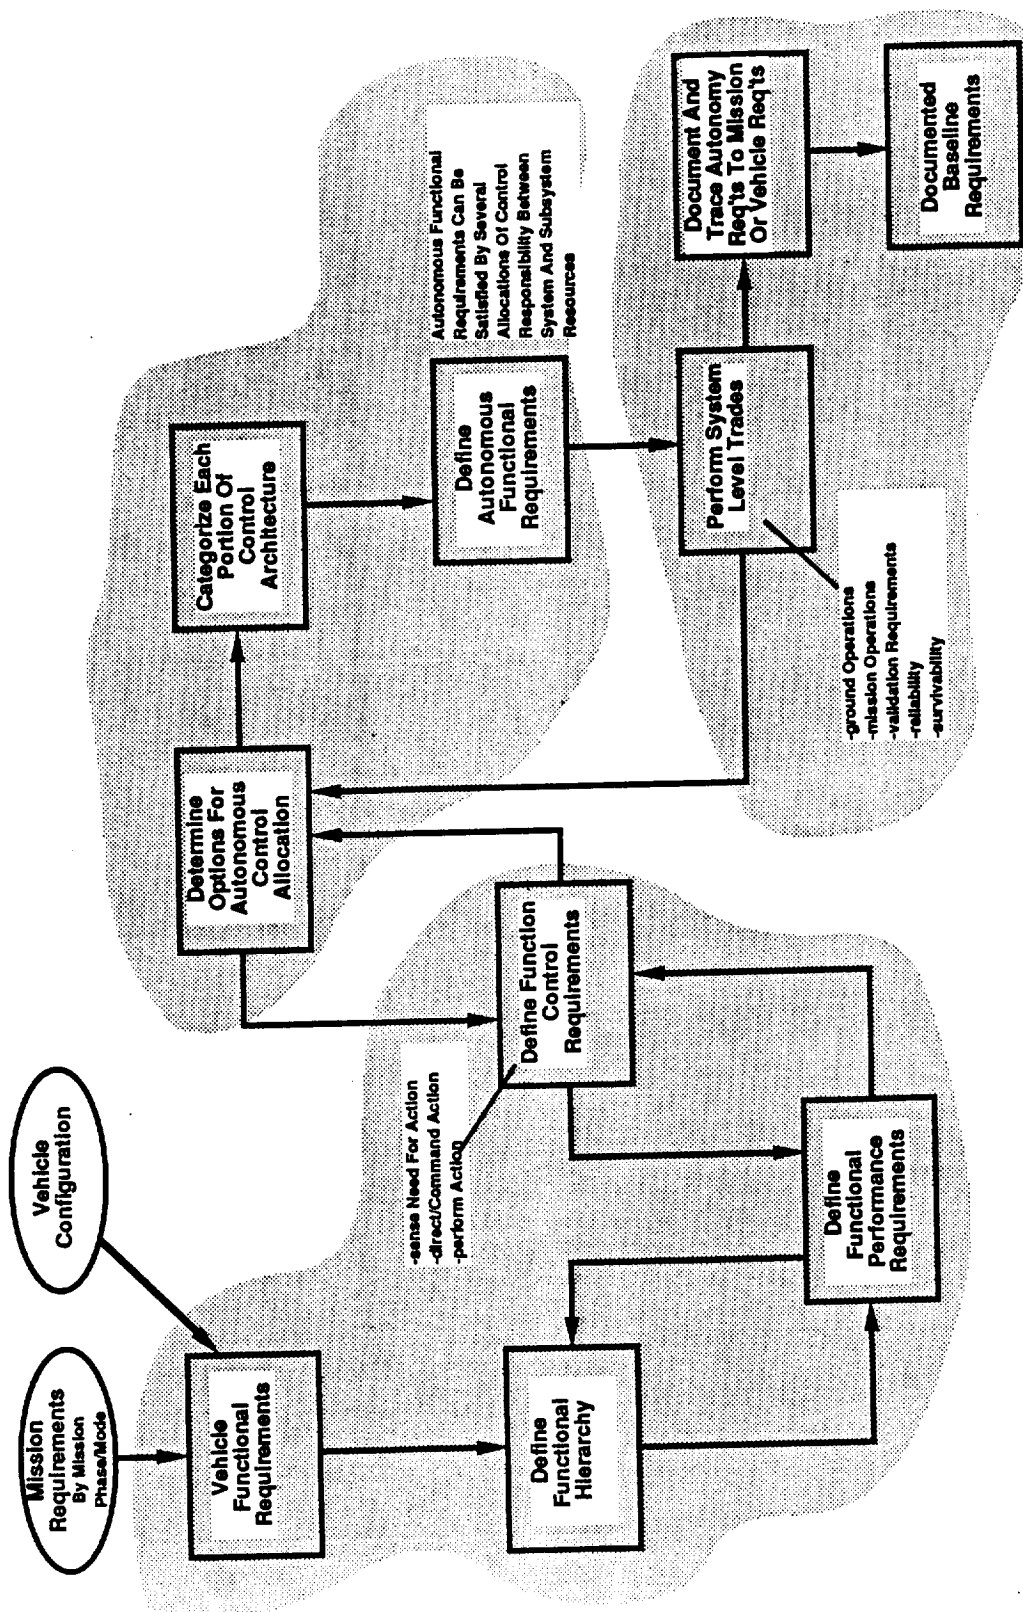 Mission
Requirements
By Mission
Phase/Mode
Vehicle
Configuration
Vehicle
Functional
Requirements
Define
Functional
Hierarchy
Define
Functional
Performance
Requirements
-sense Need For Action
-direct/Command Action
-perform Action
Define Function
Control
Requirements
Determine
Options For
Autonomous
Control
Allocation
Categorize Each
Portion Of
Control
Architecture
Define
Autonomous
Functional
Requirements
Autonomous Functional
Requirements Can Be
Satisfied By Several
Allocations Of Control
Responsibility Between
System And Subsystem
Resources
Perform System
Level Trades
-ground Operations
-mission Operations
-validation Requirements
-reliability
-survivability
Document And
Trace Autonomy
Req'ts To Mission
Or Vehicle Req'ts
Documented
Baseline
Requirements